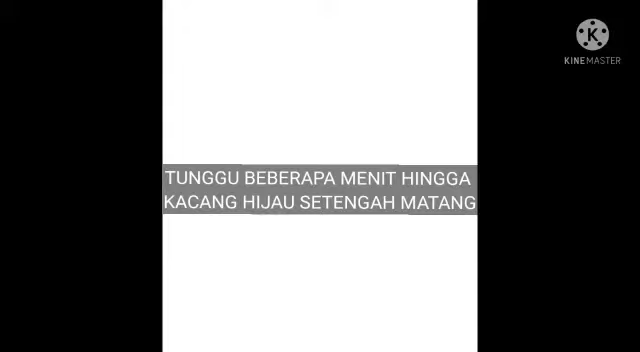 KINEMASTER
TUNGGU BEBERAPA MENIT HINGGA
KACANG HIJAU SETENGAH MATANG